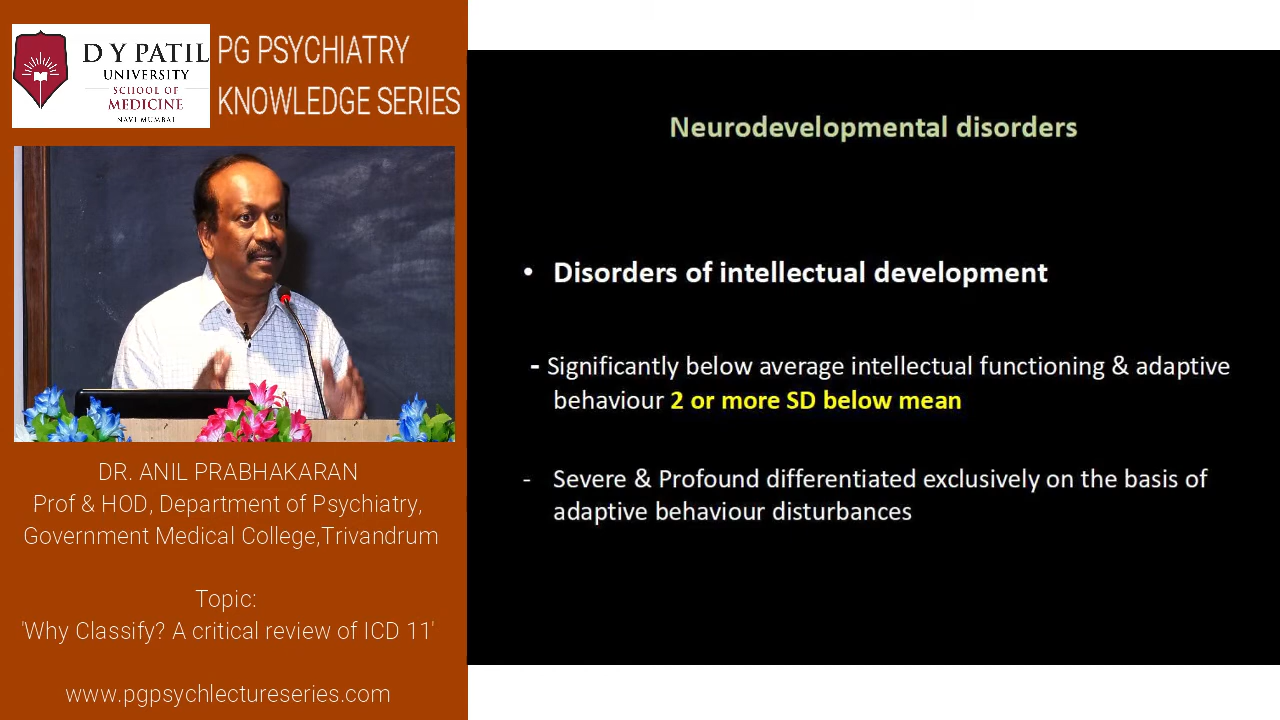 D Y PATIL
UNIVERSITY
SCHOOL OF
MEDICINE
NAVI MUMBAI
PG PSYCHIATRY
KNOWLEDGE SERIES
DR. ANIL PRABHAKARAN
Prof & HOD, Department of Psychiatry,
Government Medical College,Trivandrum
Topic:
'Why Classify? A critical review of ICD 11'
www.pgpsychlectureseries.com
Neurodevelopmental disorders
• Disorders of intellectual development
- Significantly below average intellectual functioning & adaptive
behaviour 2 or more SD below mean
- Severe & Profound differentiated exclusively on the basis of
adaptive behaviour disturbances